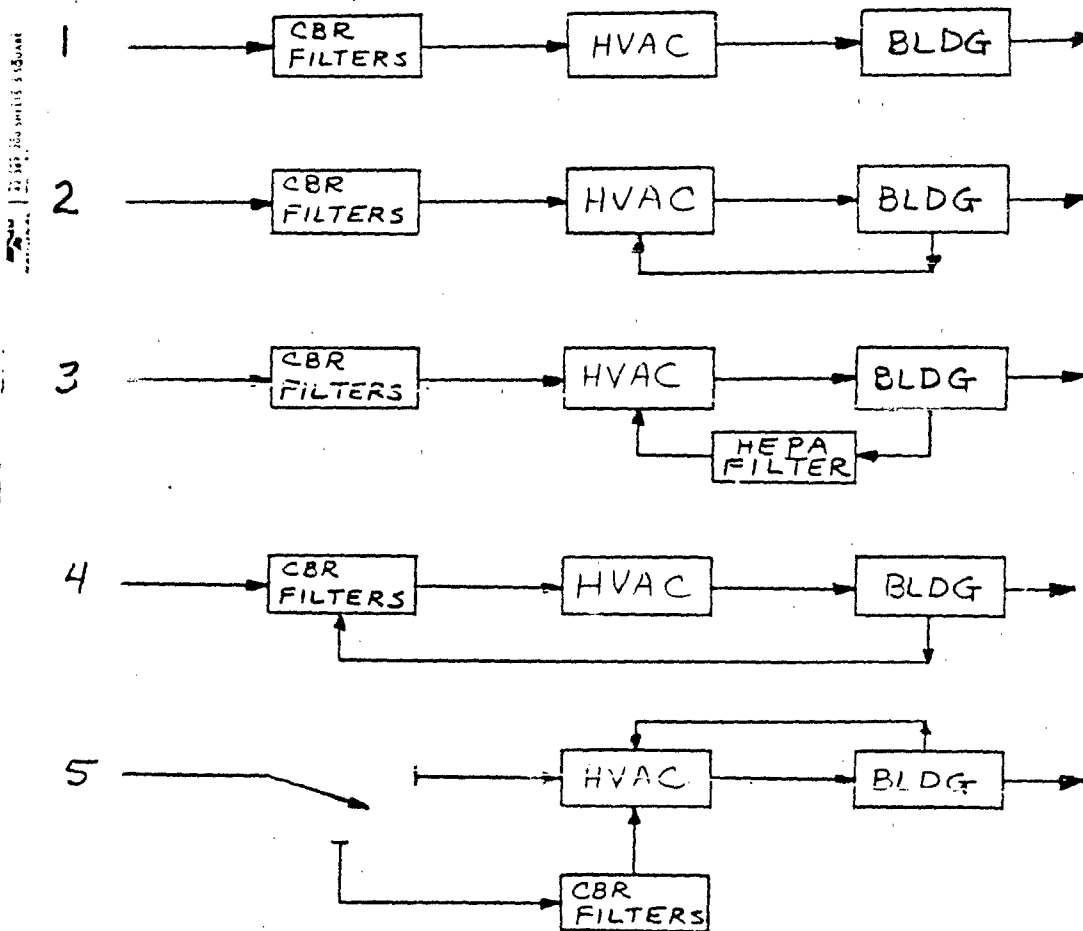 1
CBR
FILTERS
HVAC
BLDG
2
CBR
FILTERS
HVAC
BLDG
3
CBR
FILTERS
HVAC
BLDG
HEPA
FILTER
4
CBR
FILTERS
HVAC
BLDG
5
HVAC
BLDG
CBR
FILTERS